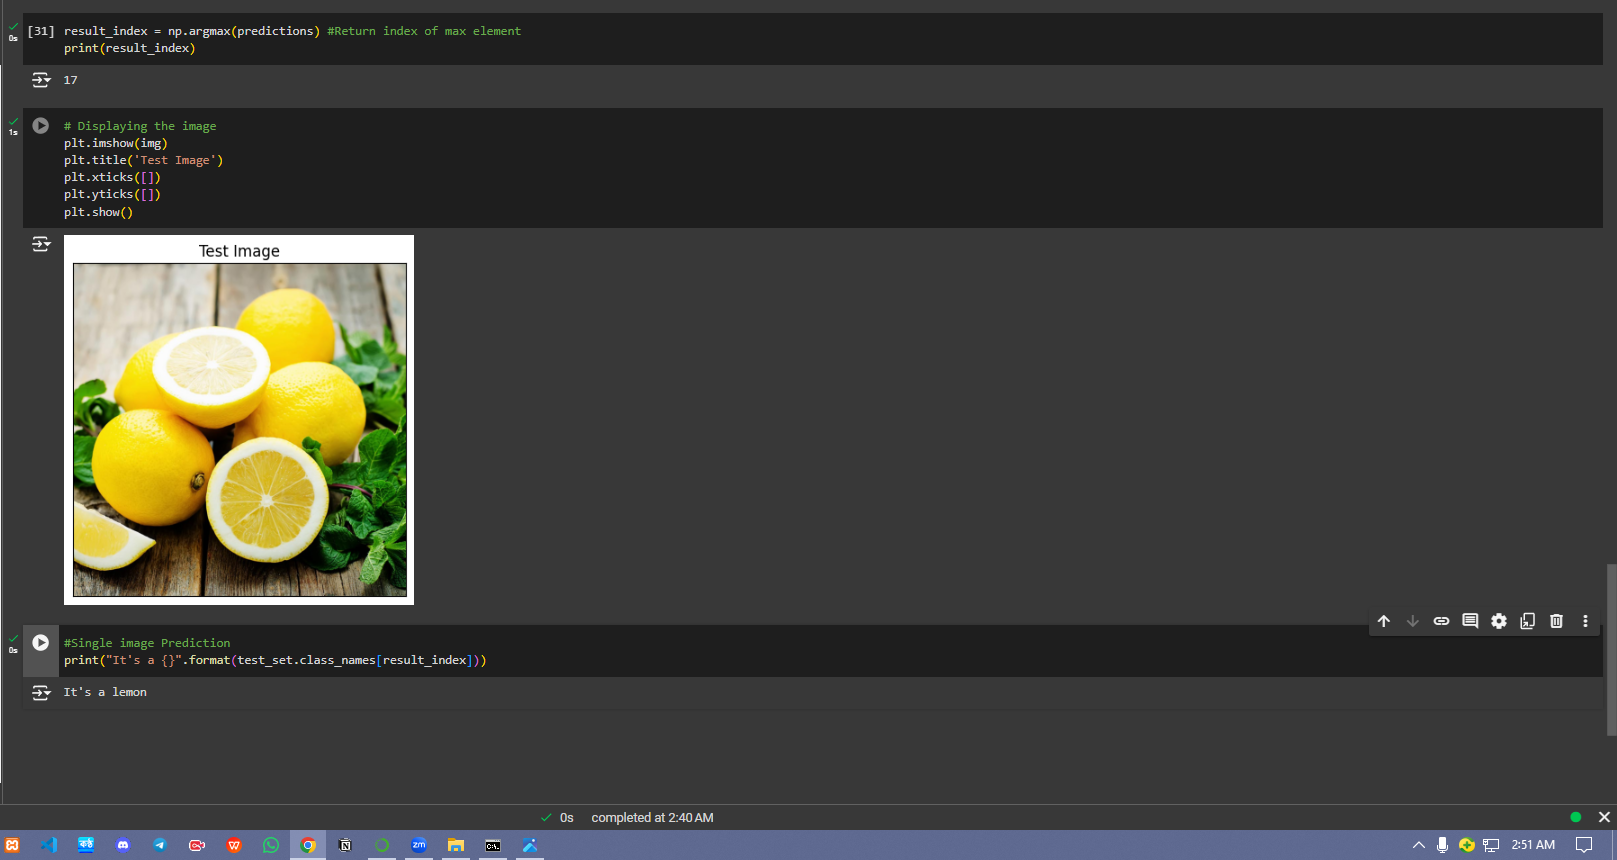 [31] result_index = np.argmax(predictions) #Return index of max element
print(result_index)
0s
17
1s
# Displaying the image
plt.imshow(img)
plt.title('Test Image')
plt.xticks([])
plt.yticks([])
plt.show()
Test Image
0s
#Single image Prediction
print("It's a {}".format(test_set.class_names[result_index]))
It's a lemon
0s completed at 2:40 AM
zm
2:51 AM